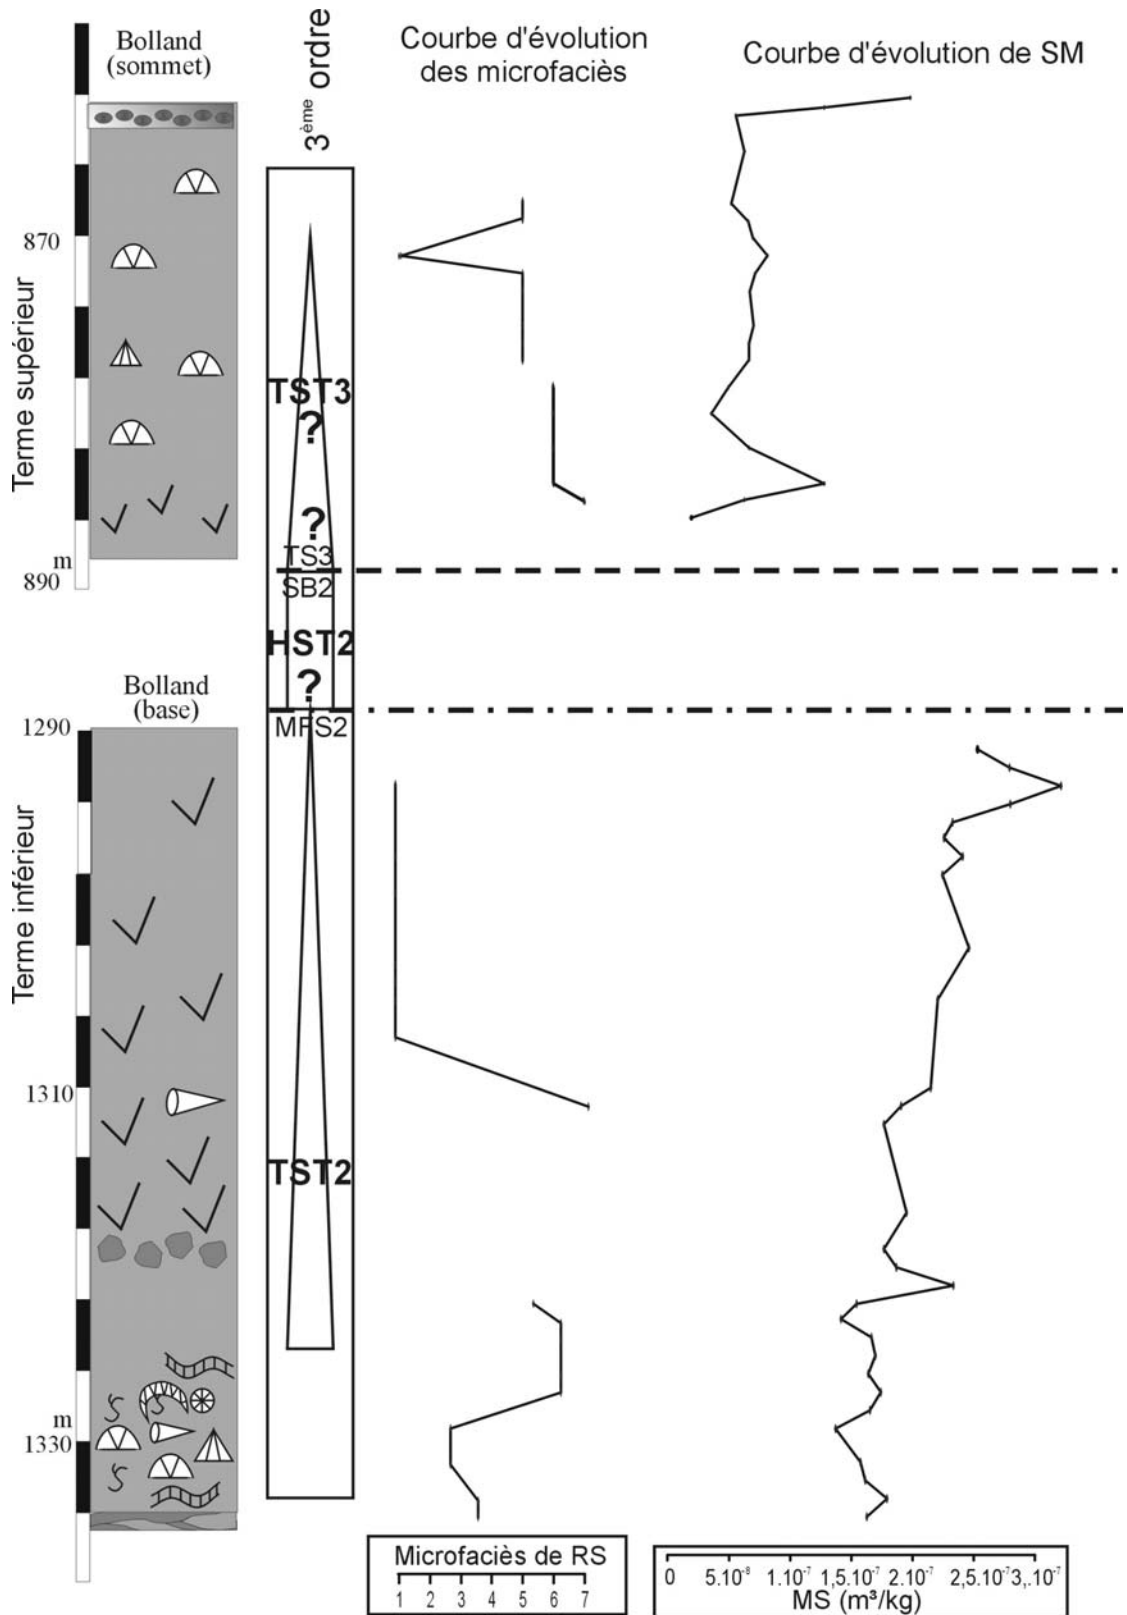 Bolland
(sommet)
3ème ordre
Courbe d'évolution
des microfaciès
Courbe d'évolution de SM
Terme supérieur
870
TST3
?
?
TS3
m
890
SB2
HST2
?
Bolland
(base)
1290
MFS2
Terme inférieur
1310
TST2
m
1330
Microfaciès de RS
1 2 3 4 5 6 7
0 5.10⁻⁸ 1.10⁻⁷ 1,5.10⁻⁷ 2.10⁻⁷ 2,5.10⁻⁷ 3,.10⁻⁷
MS (m³/kg)